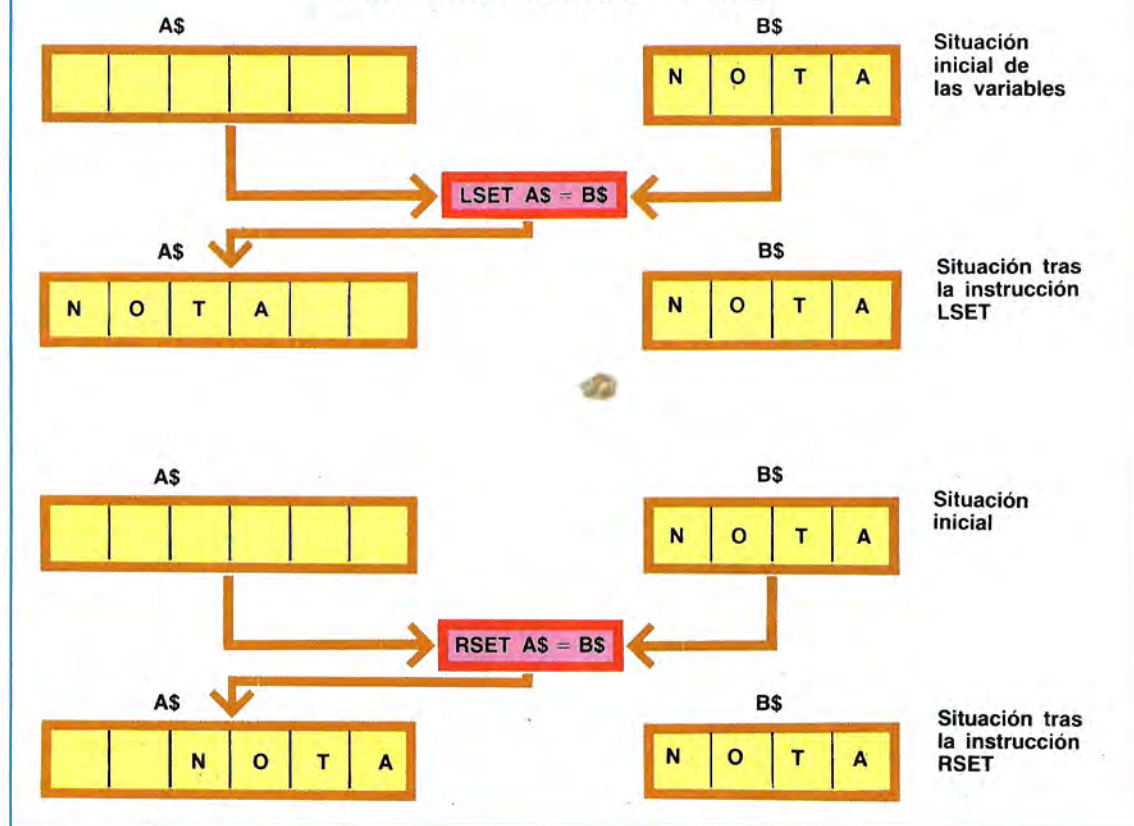 A$ B$
Situación
inicial de
las variables
N O T A
LSET A$ = B$
A$ B$
Situación tras
la instrucción
LSET
N O T A N O T A
A$ B$
Situación
inicial
N O T A
RSET A$ = B$
A$ B$
Situación tras
la instrucción
RSET
N O T A N O T A